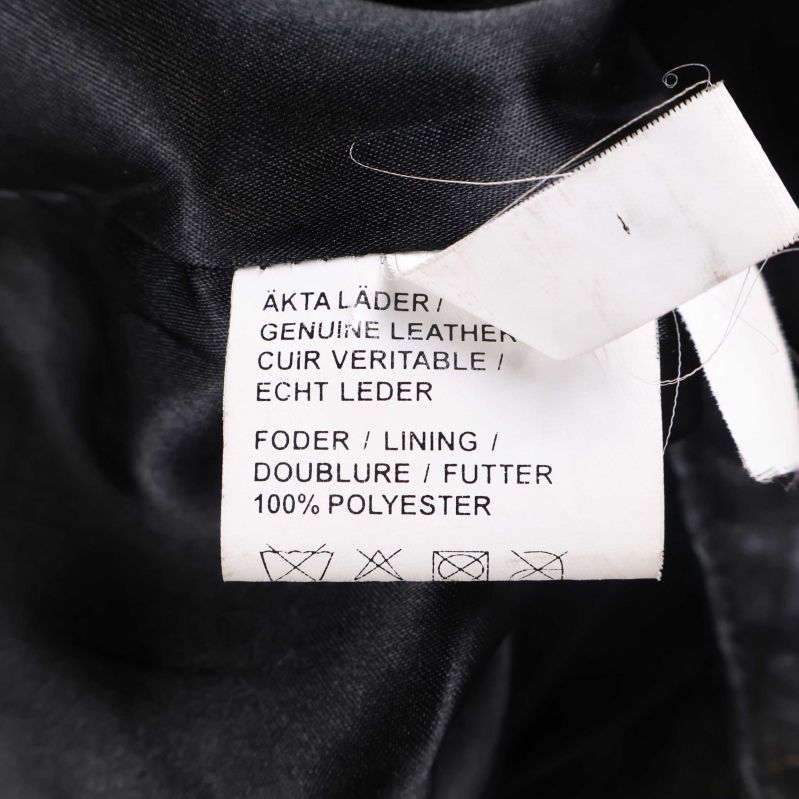 ÄKTA LÄDER /
GENUINE LEATHER
CUIR VERITABLE /
ECHT LEDER
FODER / LINING /
DOUBLURE / FUTTER
100% POLYESTER